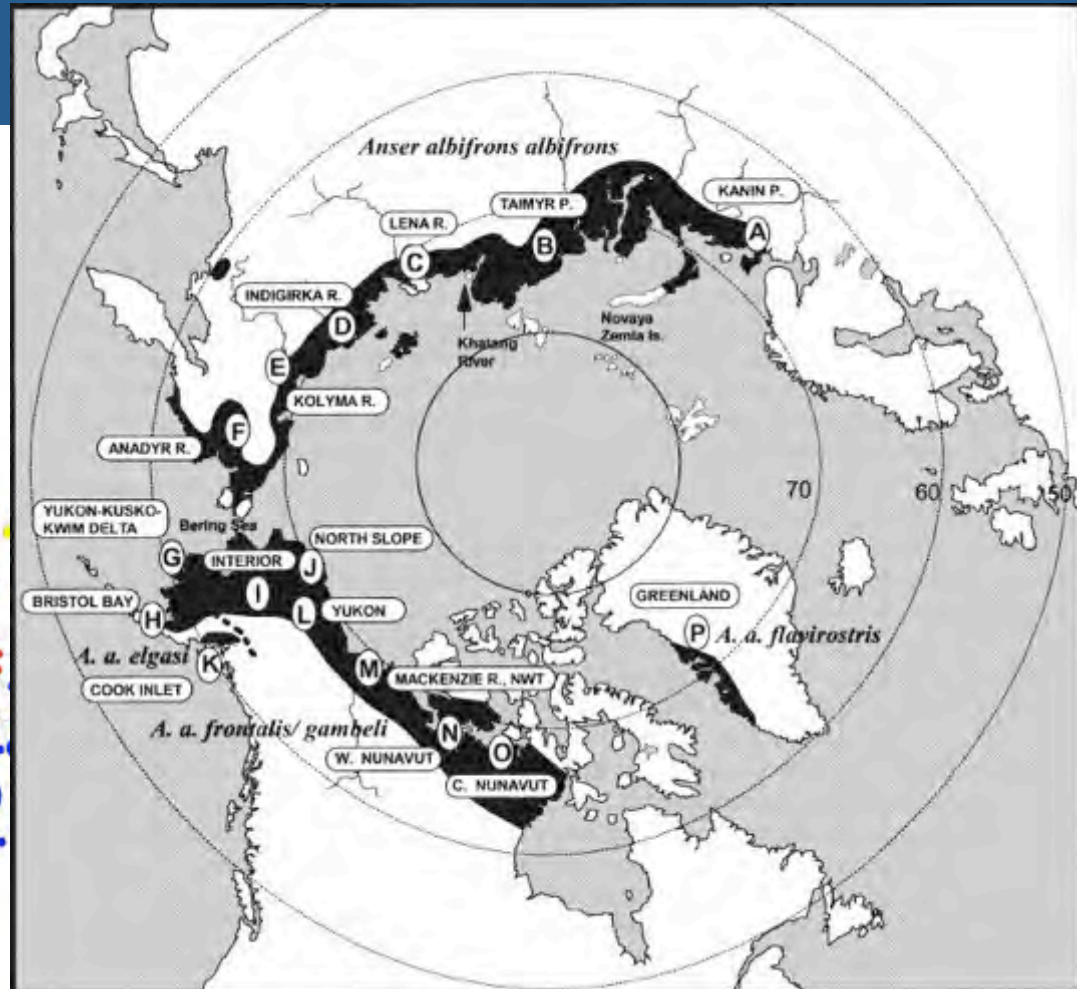 Anser albifrons albifrons
KANIN P.
TAIMYR P.
A
LENA R.
B
C
INDIGIRKA R.
D
Novaya
Zemla Is.
Khatang
River
E
KOLYMA R.
F
ANADYR R.
70
60
50
YUKON-KUSKO-
KWIM DELTA
Bering Sea
NORTH SLOPE
G
INTERIOR
J
I
GREENLAND
BRISTOL BAY
H
L
YUKON
P
A. a. flavirostris
A. a. elgasi
K
M
MACKENZIE R., NWT
COOK INLET
A. a. frontalis/ gambeli
N
O
W. NUNAVUT
C. NUNAVUT